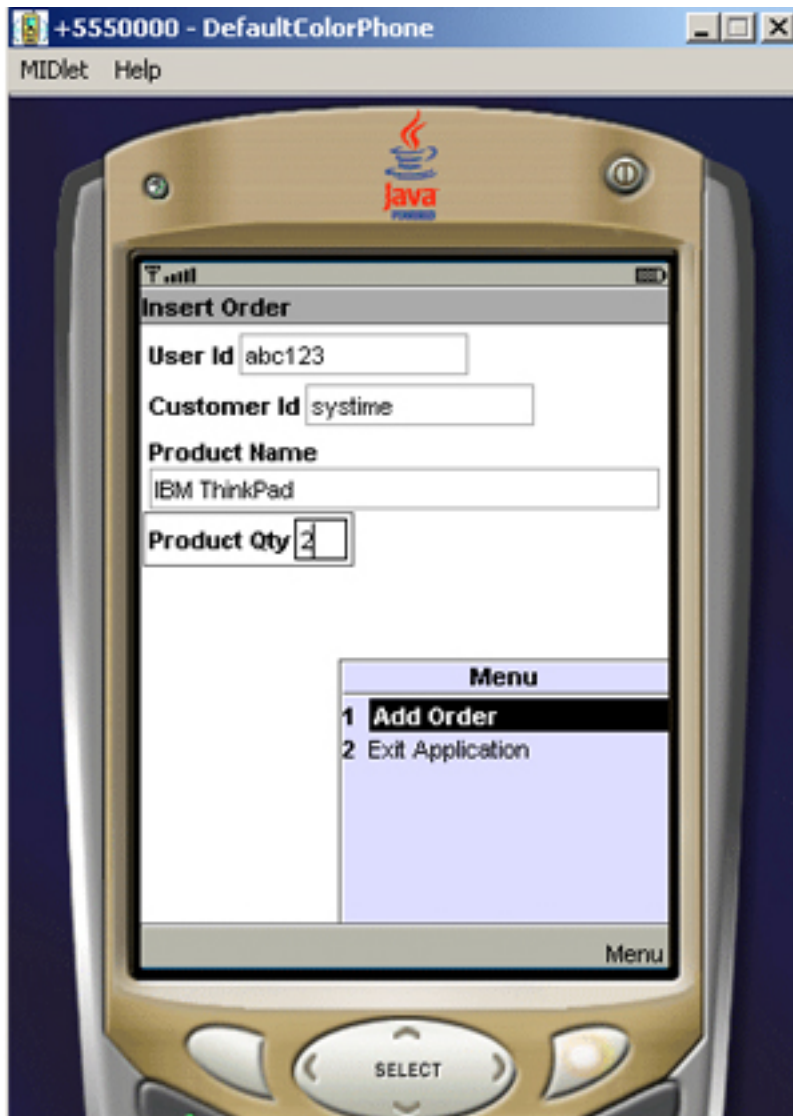 +5550000 - DefaultColorPhone
MIDlet Help
Java
POWERED
Insert Order
User Id abc123
Customer Id systime
Product Name
IBM ThinkPad
Product Qty 2
Menu
1 Add Order
2 Exit Application
Menu
SELECT